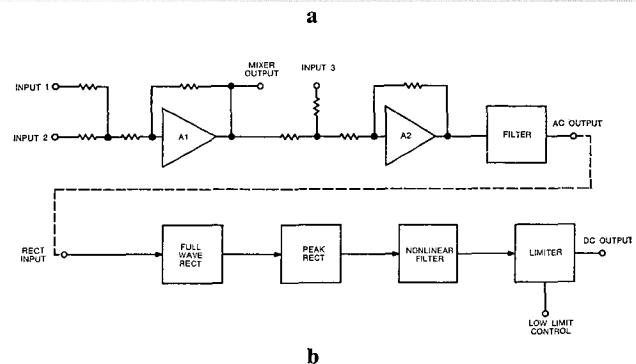 a
INPUT 1
INPUT 2
A1
MIXER
OUTPUT
INPUT 3
A2
FILTER
AC OUTPUT
RECT
INPUT
FULL
WAVE
RECT
PEAK
RECT
NONLINEAR
FILTER
LIMITER
DC OUTPUT
LOW LIMIT
CONTROL
b